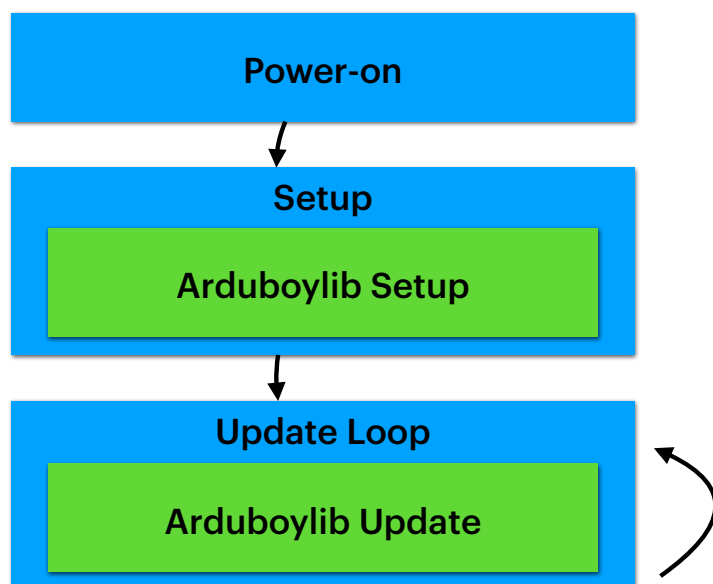 Power-on
Setup
Arduboylib Setup
Update Loop
Arduboylib Update